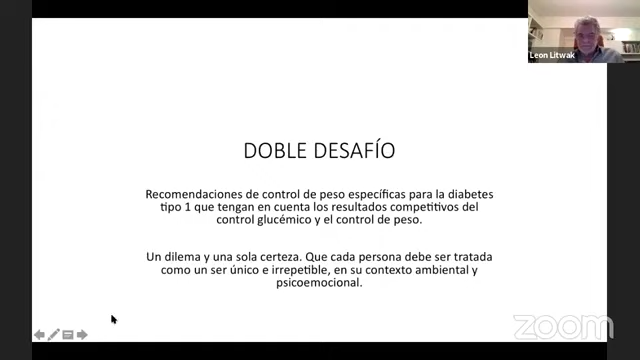 Leon Litwak
DOBLE DESAFÍO
Recomendaciones de control de peso específicas para la diabetes
tipo 1 que tengan en cuenta los resultados competitivos del
control glucémico y el control de peso.
Un dilema y una sola certeza. Que cada persona debe ser tratada
como un ser único e irrepetible, en su contexto ambiental y
psicoemocional.
zoom